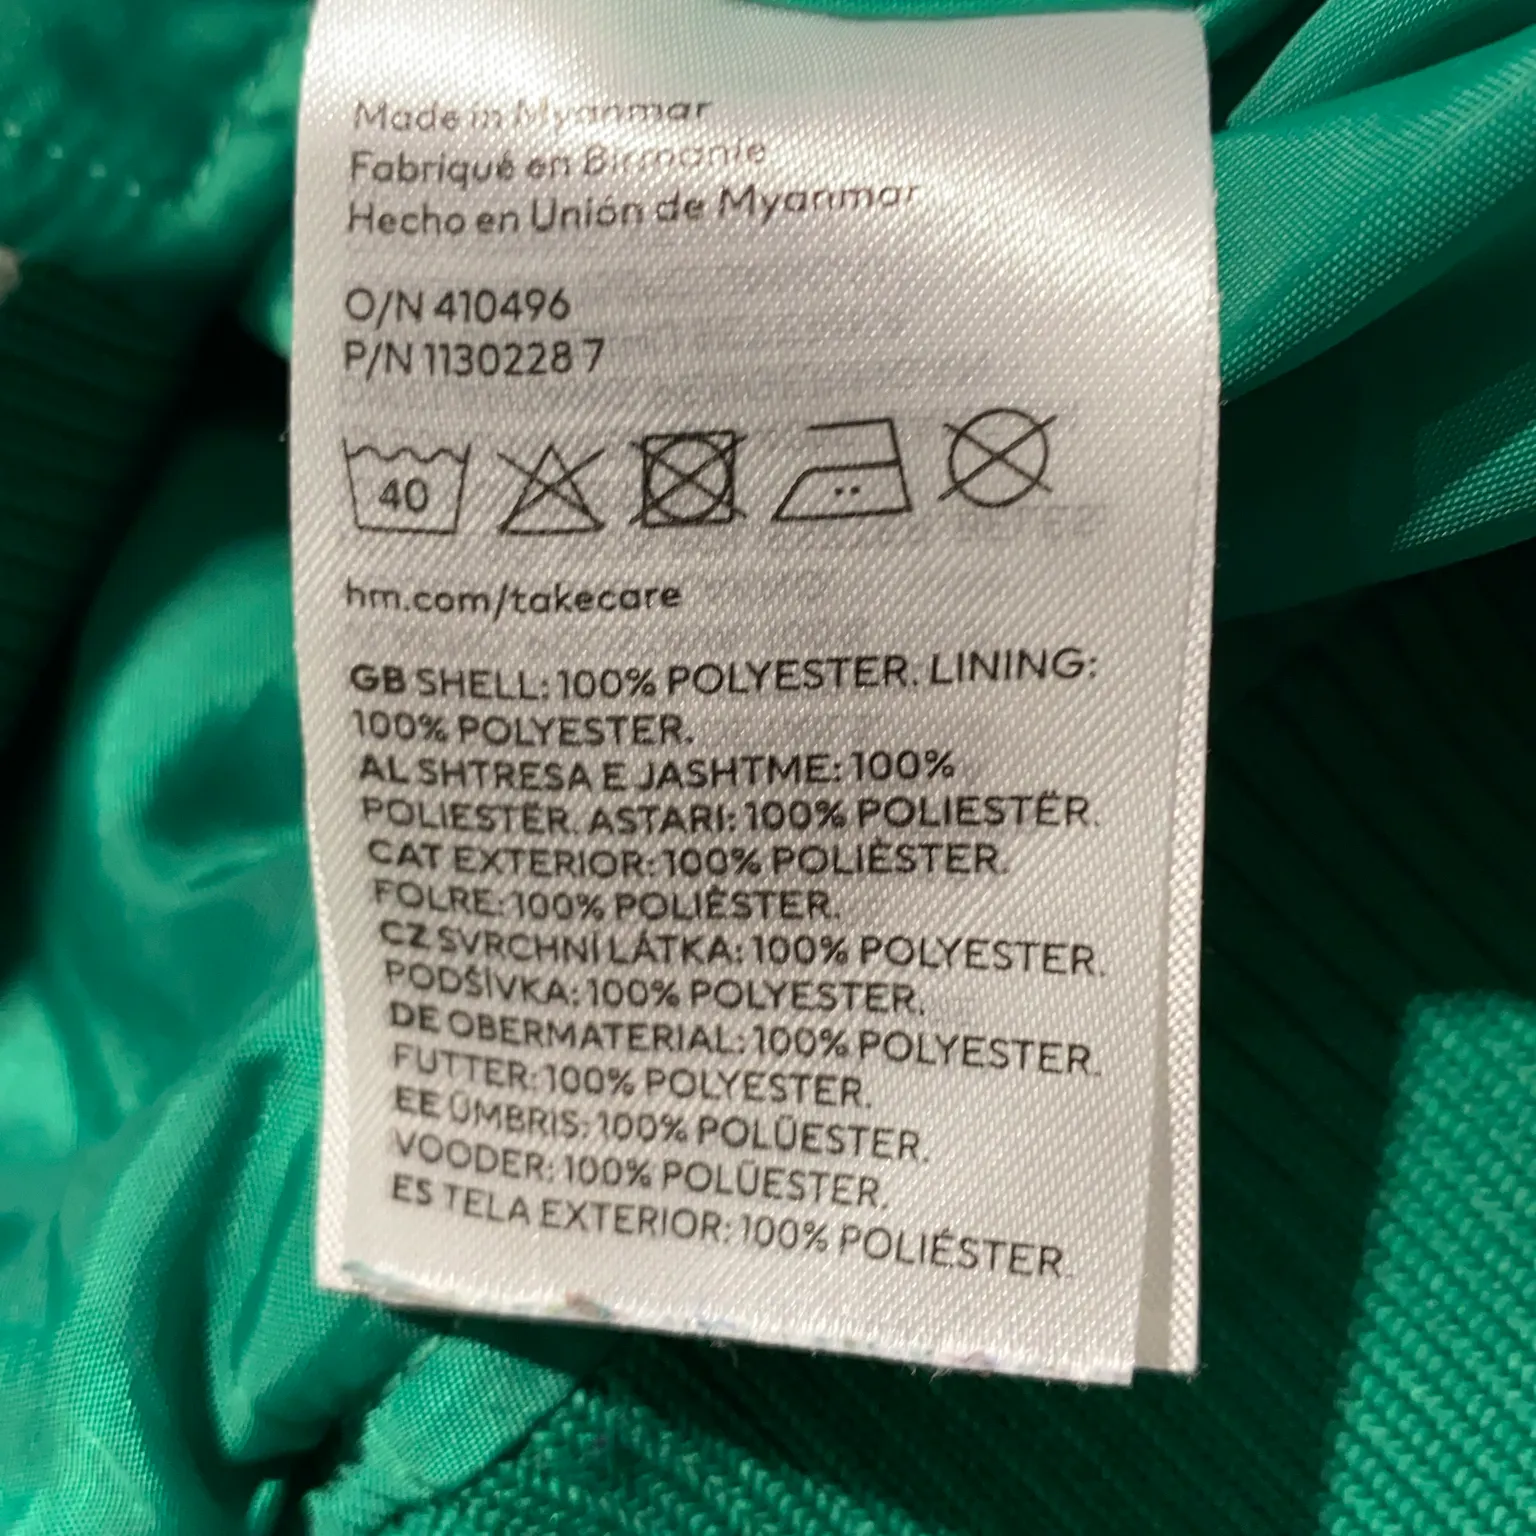 Made in Myanmar
Fabriqué en Birmanie
Hecho en Unión de Myanmar
O/N 410496
P/N 1130228 7
40
hm.com/takecare
GB SHELL: 100% POLYESTER. LINING:
100% POLYESTER.
AL SHTRESA E JASHTME: 100%
POLIESTËR. ASTARI: 100% POLIESTËR.
CAT EXTERIOR: 100% POLIÈSTER.
FOLRE: 100% POLIÈSTER.
CZ SVRCHNÍ LÁTKA: 100% POLYESTER.
PODŠÍVKA: 100% POLYESTER.
DE OBERMATERIAL: 100% POLYESTER.
FUTTER: 100% POLYESTER.
EE ÜMBRIS: 100% POLÜESTER.
VOODER: 100% POLÜESTER.
ES TELA EXTERIOR: 100% POLIÉSTER.